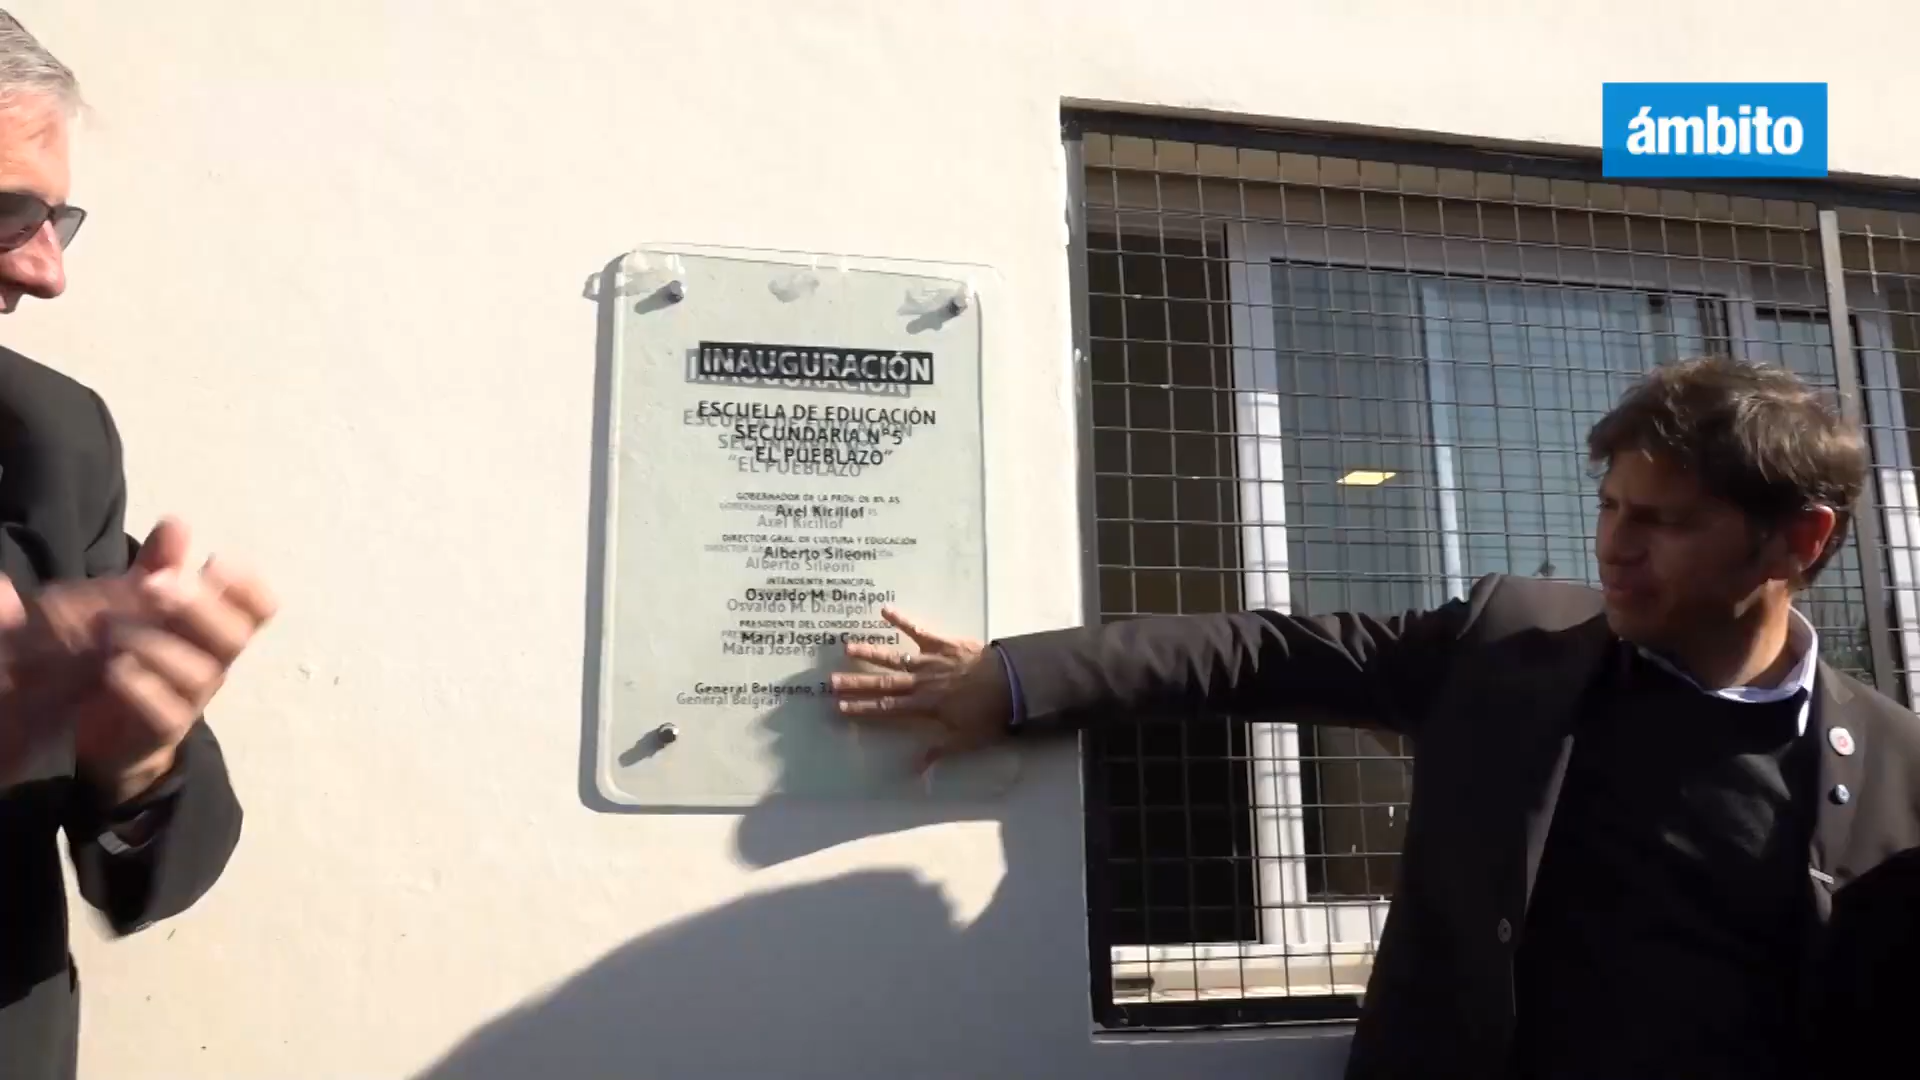 ámbito
INAUGURACIÓN
ESCUELA DE EDUCACIÓN
SECUNDARIA N°5
"EL PUEBLAZO"
GOBERNADOR DE LA PROV. DE BS. AS
Axel Kicillof
DIRECTOR GRAL. DE CULTURA Y EDUCACIÓN
Alberto Sileoni
INTENDENTE MUNICIPAL
Osvaldo M. Dinápoli
PRESIDENTE DEL CONSEJO ESCOL
María Josefa Coronel
General Belgrano,